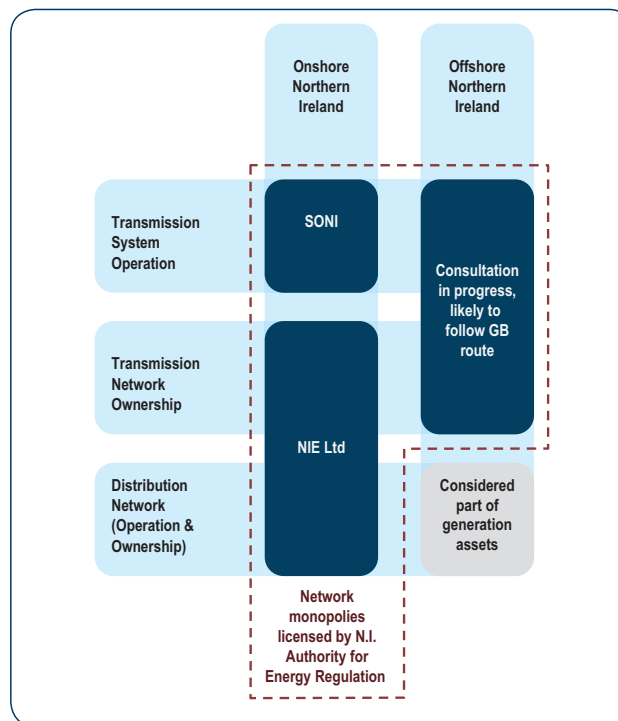 Onshore
Northern
Ireland
Offshore
Northern
Ireland
Transmission
System
Operation
SONI
Consultation
in progress,
likely to
follow GB
route
Transmission
Network
Ownership
NIE Ltd
Distribution
Network
(Operation &
Ownership)
Considered
part of
generation
assets
Network
monopolies
licensed by N.I.
Authority for
Energy Regulation